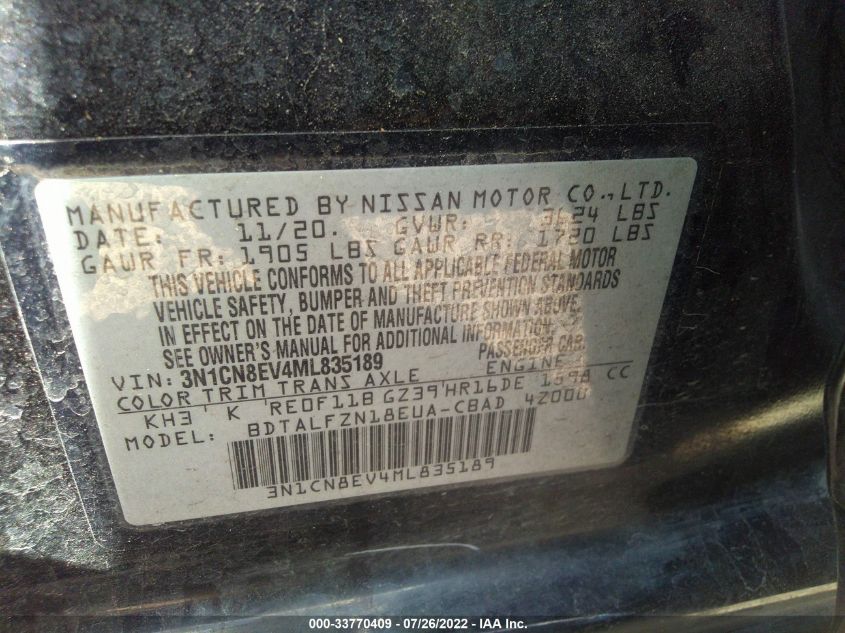 MANUFACTURED BY NISSAN MOTOR CO.,LTD.
DATE: 11/20. GVWR: 3624 LBS
GAWR FR: 1905 LBS GAWR RR: 1730 LBS
THIS VEHICLE CONFORMS TO ALL APPLICABLE FEDERAL MOTOR
VEHICLE SAFETY, BUMPER AND THEFT PREVENTION STANDARDS
IN EFFECT ON THE DATE OF MANUFACTURE SHOWN ABOVE.
SEE OWNER'S MANUAL FOR ADDITIONAL INFORMATION.
VIN: 3N1CN8EV4ML835189 PASSENGER CAR
COLOR TRIM TRANS AXLE ENGINE
KH3 K RE0F11B GZ39 HR16DE 1598 CC
MODEL: BDTALFZN18EUA-CBAD 4Z000
3N1CN8EV4ML835189
000-33770409 - 07/26/2022 - IAA, Inc.